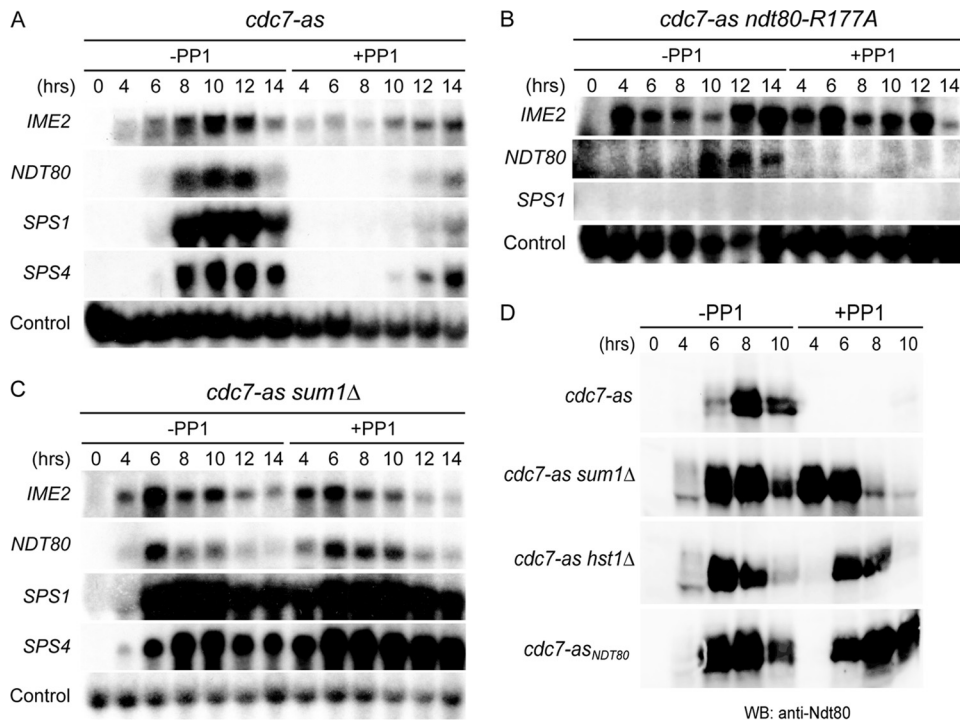 A
cdc7-as
-PP1 +PP1
(hrs) 0 4 6 8 10 12 14 4 6 8 10 12 14
IME2
NDT80
SPS1
SPS4
Control
B
cdc7-as ndt80-R177A
-PP1 +PP1
(hrs) 0 4 6 8 10 12 14 4 6 8 10 12 14
IME2
NDT80
SPS1
Control
C
cdc7-as sum1Δ
-PP1 +PP1
(hrs) 0 4 6 8 10 12 14 4 6 8 10 12 14
IME2
NDT80
SPS1
SPS4
Control
D
-PP1 +PP1
(hrs) 0 4 6 8 10 4 6 8 10
cdc7-as
cdc7-as sum1Δ
cdc7-as hst1Δ
cdc7-as NDT80
WB: anti-Ndt80